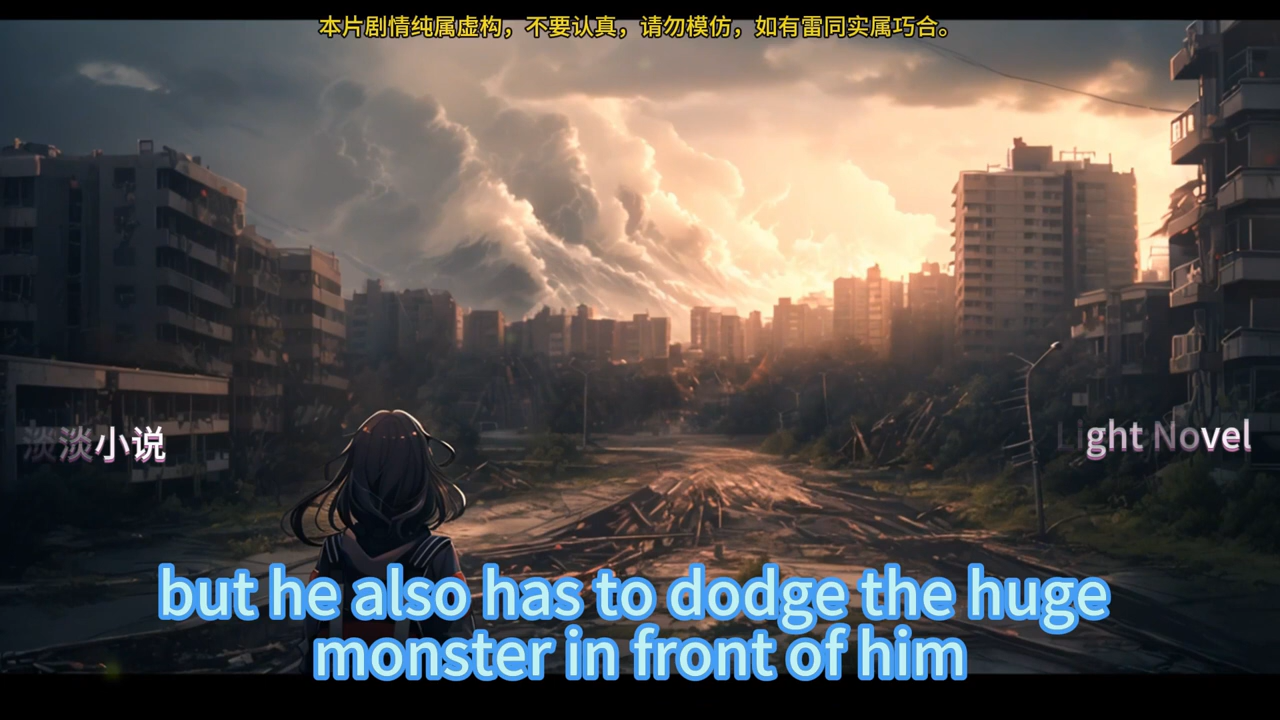 本片剧情纯属虚构，不要认真，请勿模仿，如有雷同实属巧合。
淡淡小说
Light Novel
but he also has to dodge the huge
monster in front of him